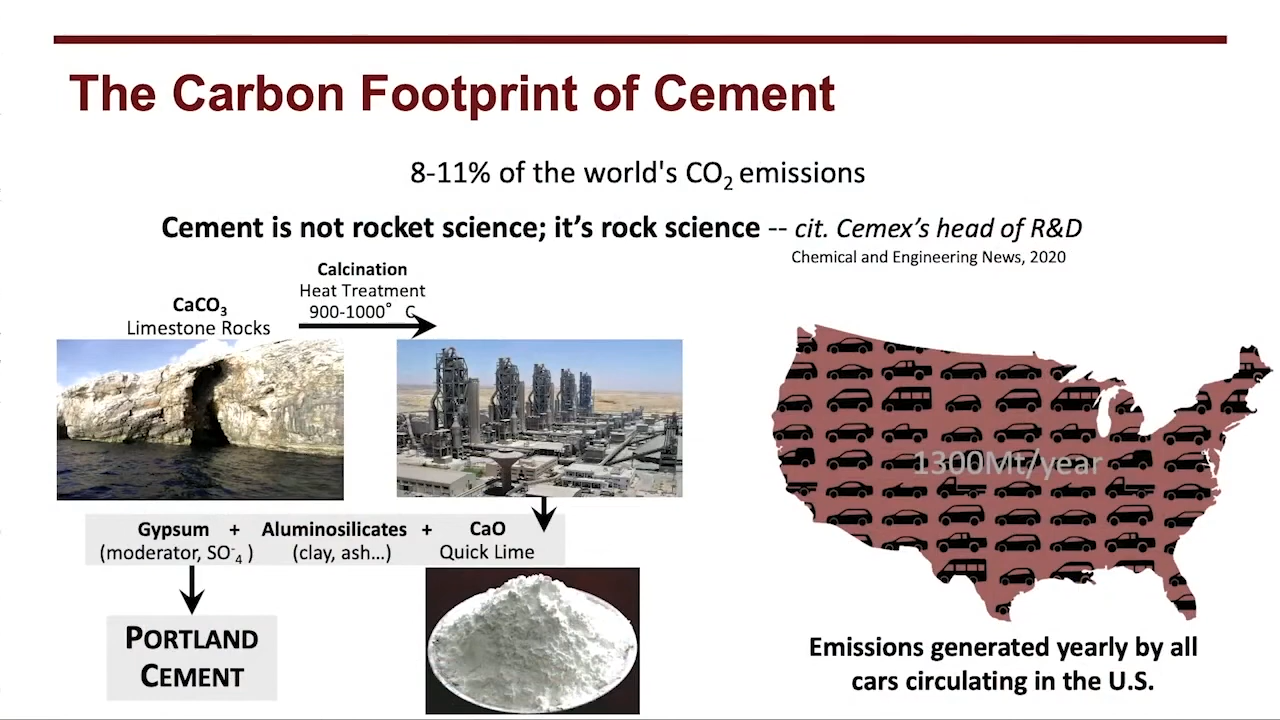 The Carbon Footprint of Cement
8-11% of the world's CO₂ emissions
Cement is not rocket science; it’s rock science -- cit. Cemex’s head of R&D
Chemical and Engineering News, 2020
Calcination
Heat Treatment
900-1000° C
CaCO₃
Limestone Rocks
1300Mt/year
Gypsum + Aluminosilicates + CaO
(moderator, SO⁻₄ ) (clay, ash...) Quick Lime
PORTLAND
CEMENT
Emissions generated yearly by all
cars circulating in the U.S.